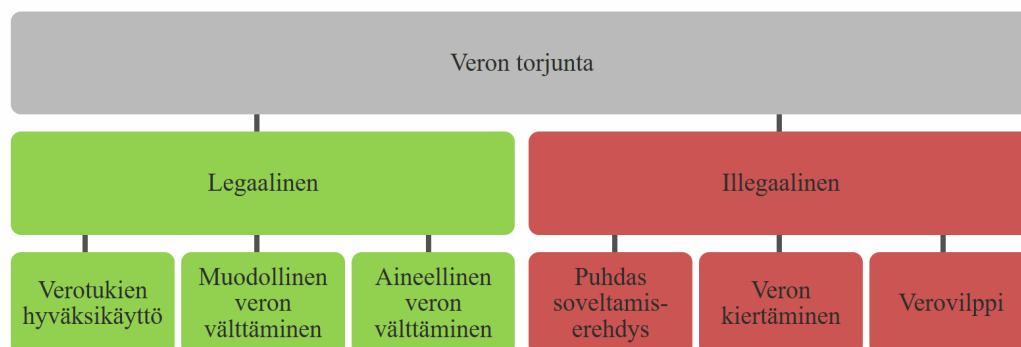 Veron torjunta
Legaalinen
Illegaalinen
Verotukien
hyväksikäyttö
Muodollinen
veron
välttäminen
Aineellinen
veron
välttäminen
Puhdas
soveltamis-
erehdys
Veron
kiertäminen
Verovilppi